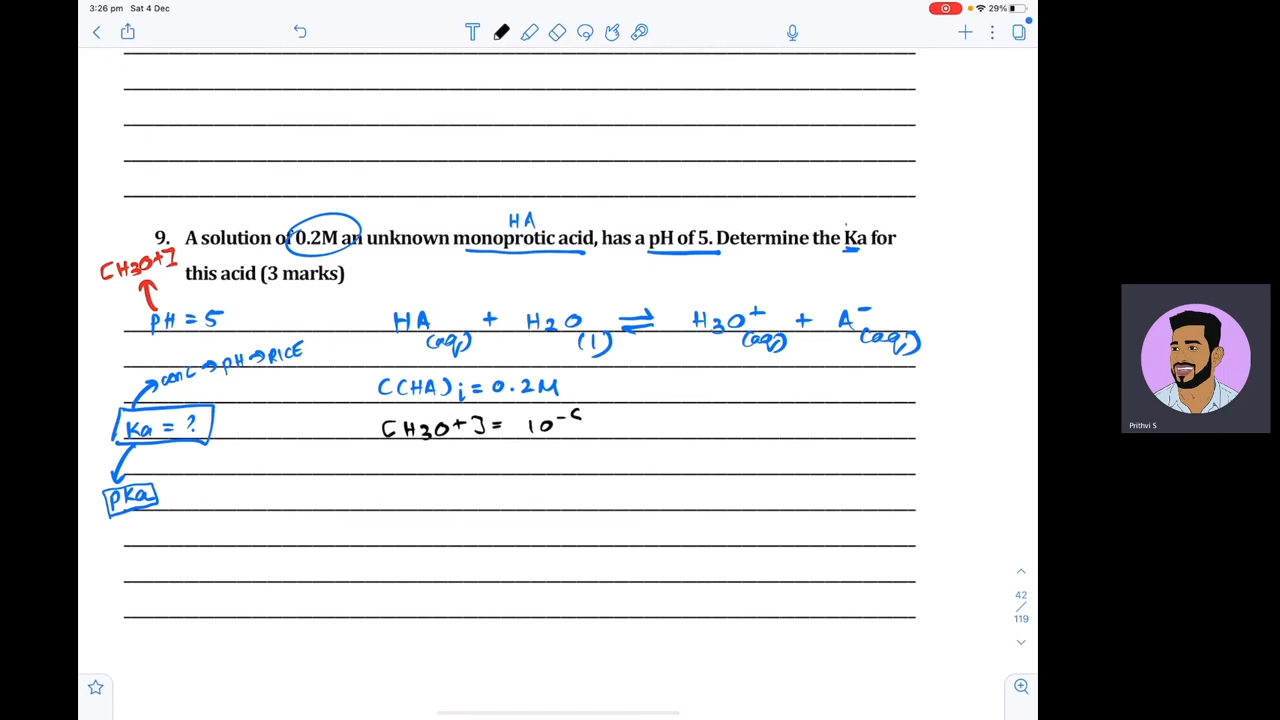 3:26 pm Sat 4 Dec
29%
T
HA
9. A solution of 0.2M an unknown monoprotic acid, has a pH of 5. Determine the Ka for
this acid (3 marks)
[H3O+]
pH = 5
HA(aq) + H2O(l) ⇌ H3O+(aq) + A-(aq)
conc → pH → RICE
C(HA)i = 0.2M
Ka = ?
[H3O+] = 10-5
pKa
Prithvi S
42
/
119